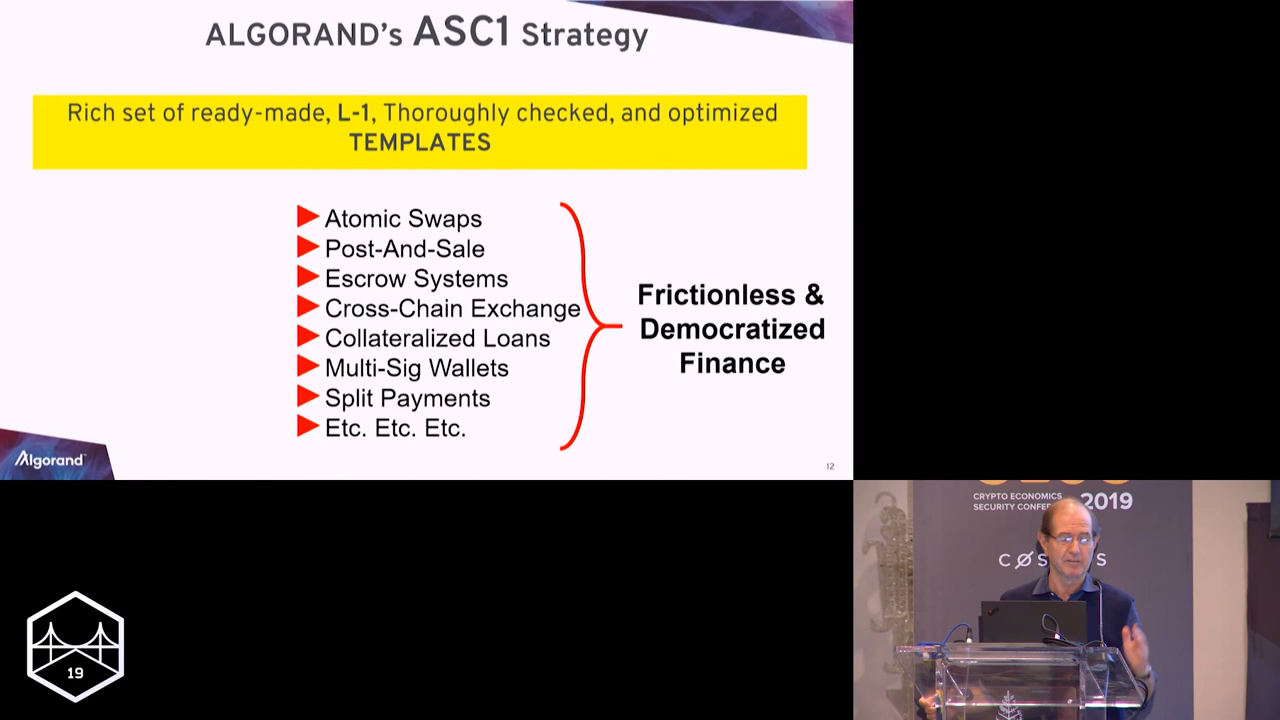 ALGORAND's ASC1 Strategy
Rich set of ready-made, L-1, Thoroughly checked, and optimized
TEMPLATES
Atomic Swaps
Post-And-Sale
Escrow Systems
Cross-Chain Exchange
Collateralized Loans
Multi-Sig Wallets
Split Payments
Etc. Etc. Etc.
Frictionless &
Democratized
Finance
Algorand
12
CRYPTO ECONOMICS
2019
SECURITY
19